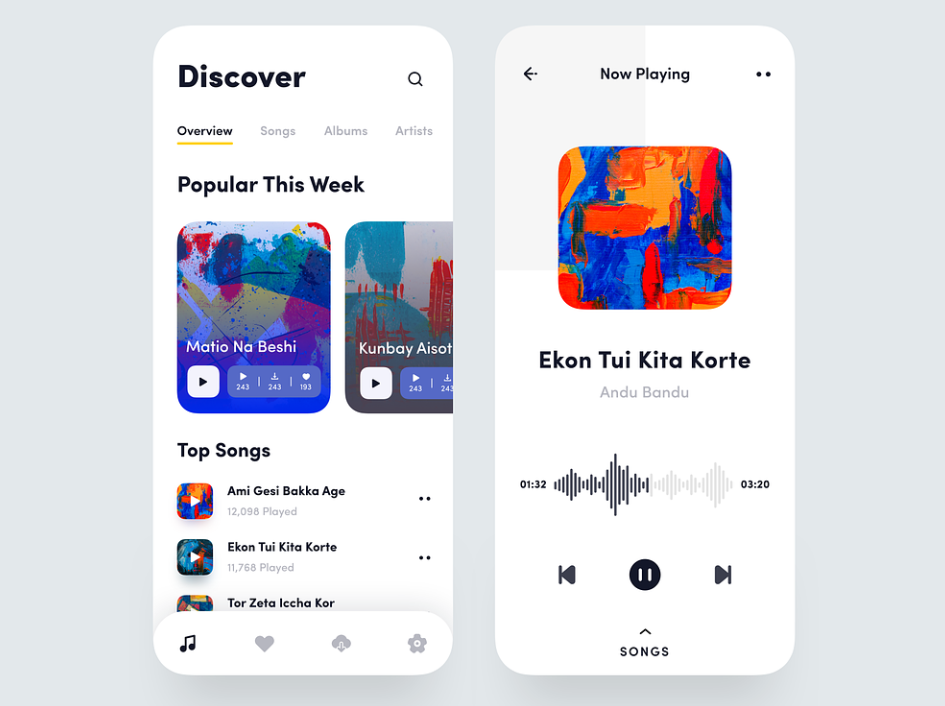 Discover
Overview Songs Albums Artists
Popular This Week
Matio Na Beshi
243 | 243 | 193
Kunbay Aisot
243 | 243
Top Songs
Ami Gesi Bakka Age
12,098 Played
Ekon Tui Kita Korte
11,768 Played
Tor Zeta Iccha Kor
Now Playing
Ekon Tui Kita Korte
Andu Bandu
01:32 03:20
SONGS